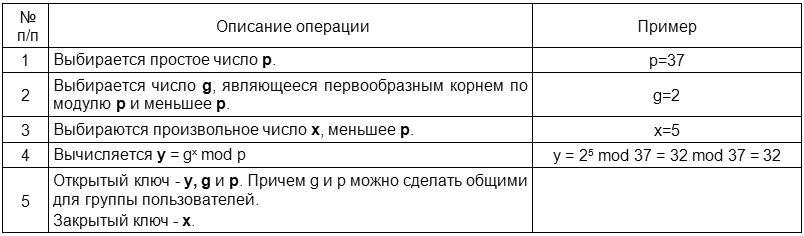 № п/п Описание операции Пример
1 Выбирается простое число p. p=37
2 Выбирается число g, являющееся первообразным корнем по
модулю p и меньшее p. g=2
3 Выбираются произвольное число x, меньшее p. x=5
4 Вычисляется y = gˣ mod p y = 2⁵ mod 37 = 32 mod 37 = 32
5 Открытый ключ - y, g и p. Причем g и p можно сделать общими
для группы пользователей.
Закрытый ключ - x.